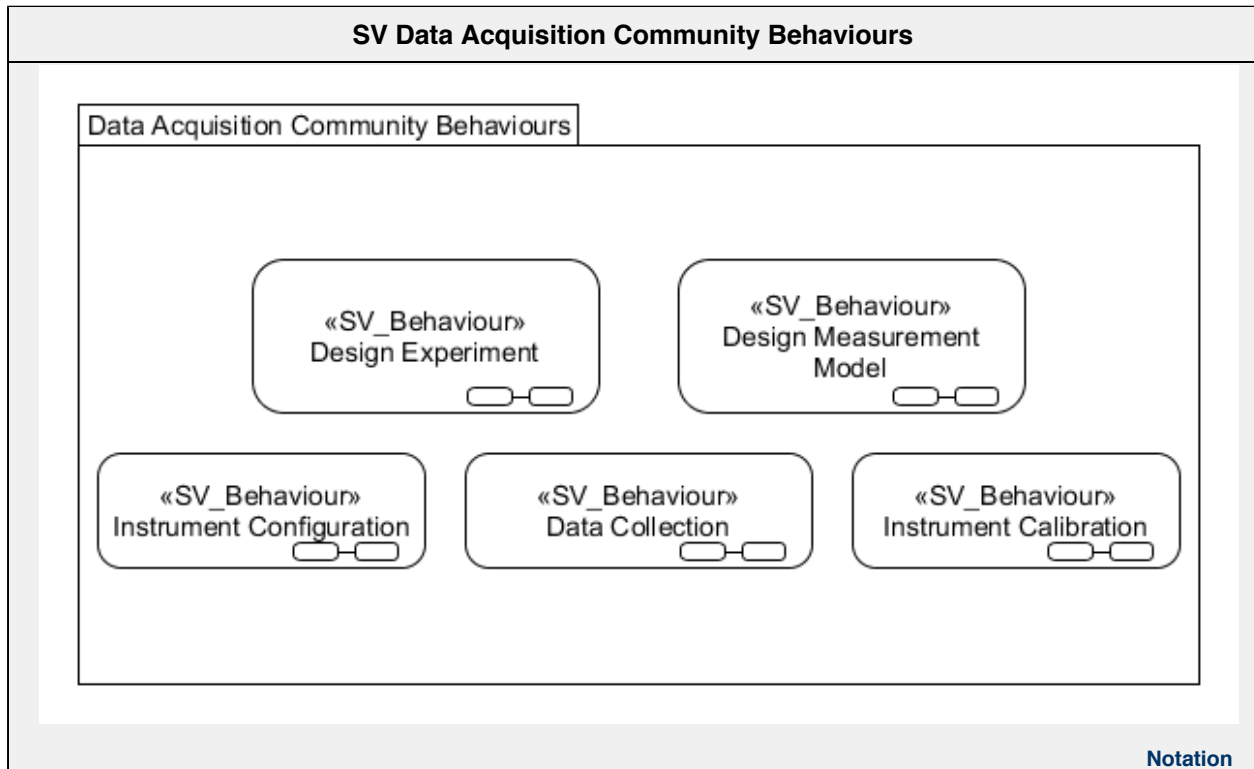 SV Data Acquisition Community Behaviours
Data Acquisition Community Behaviours
«SV_Behaviour»
Design Experiment
«SV_Behaviour»
Design Measurement
Model
«SV_Behaviour»
Instrument Configuration
«SV_Behaviour»
Data Collection
«SV_Behaviour»
Instrument Calibration
Notation